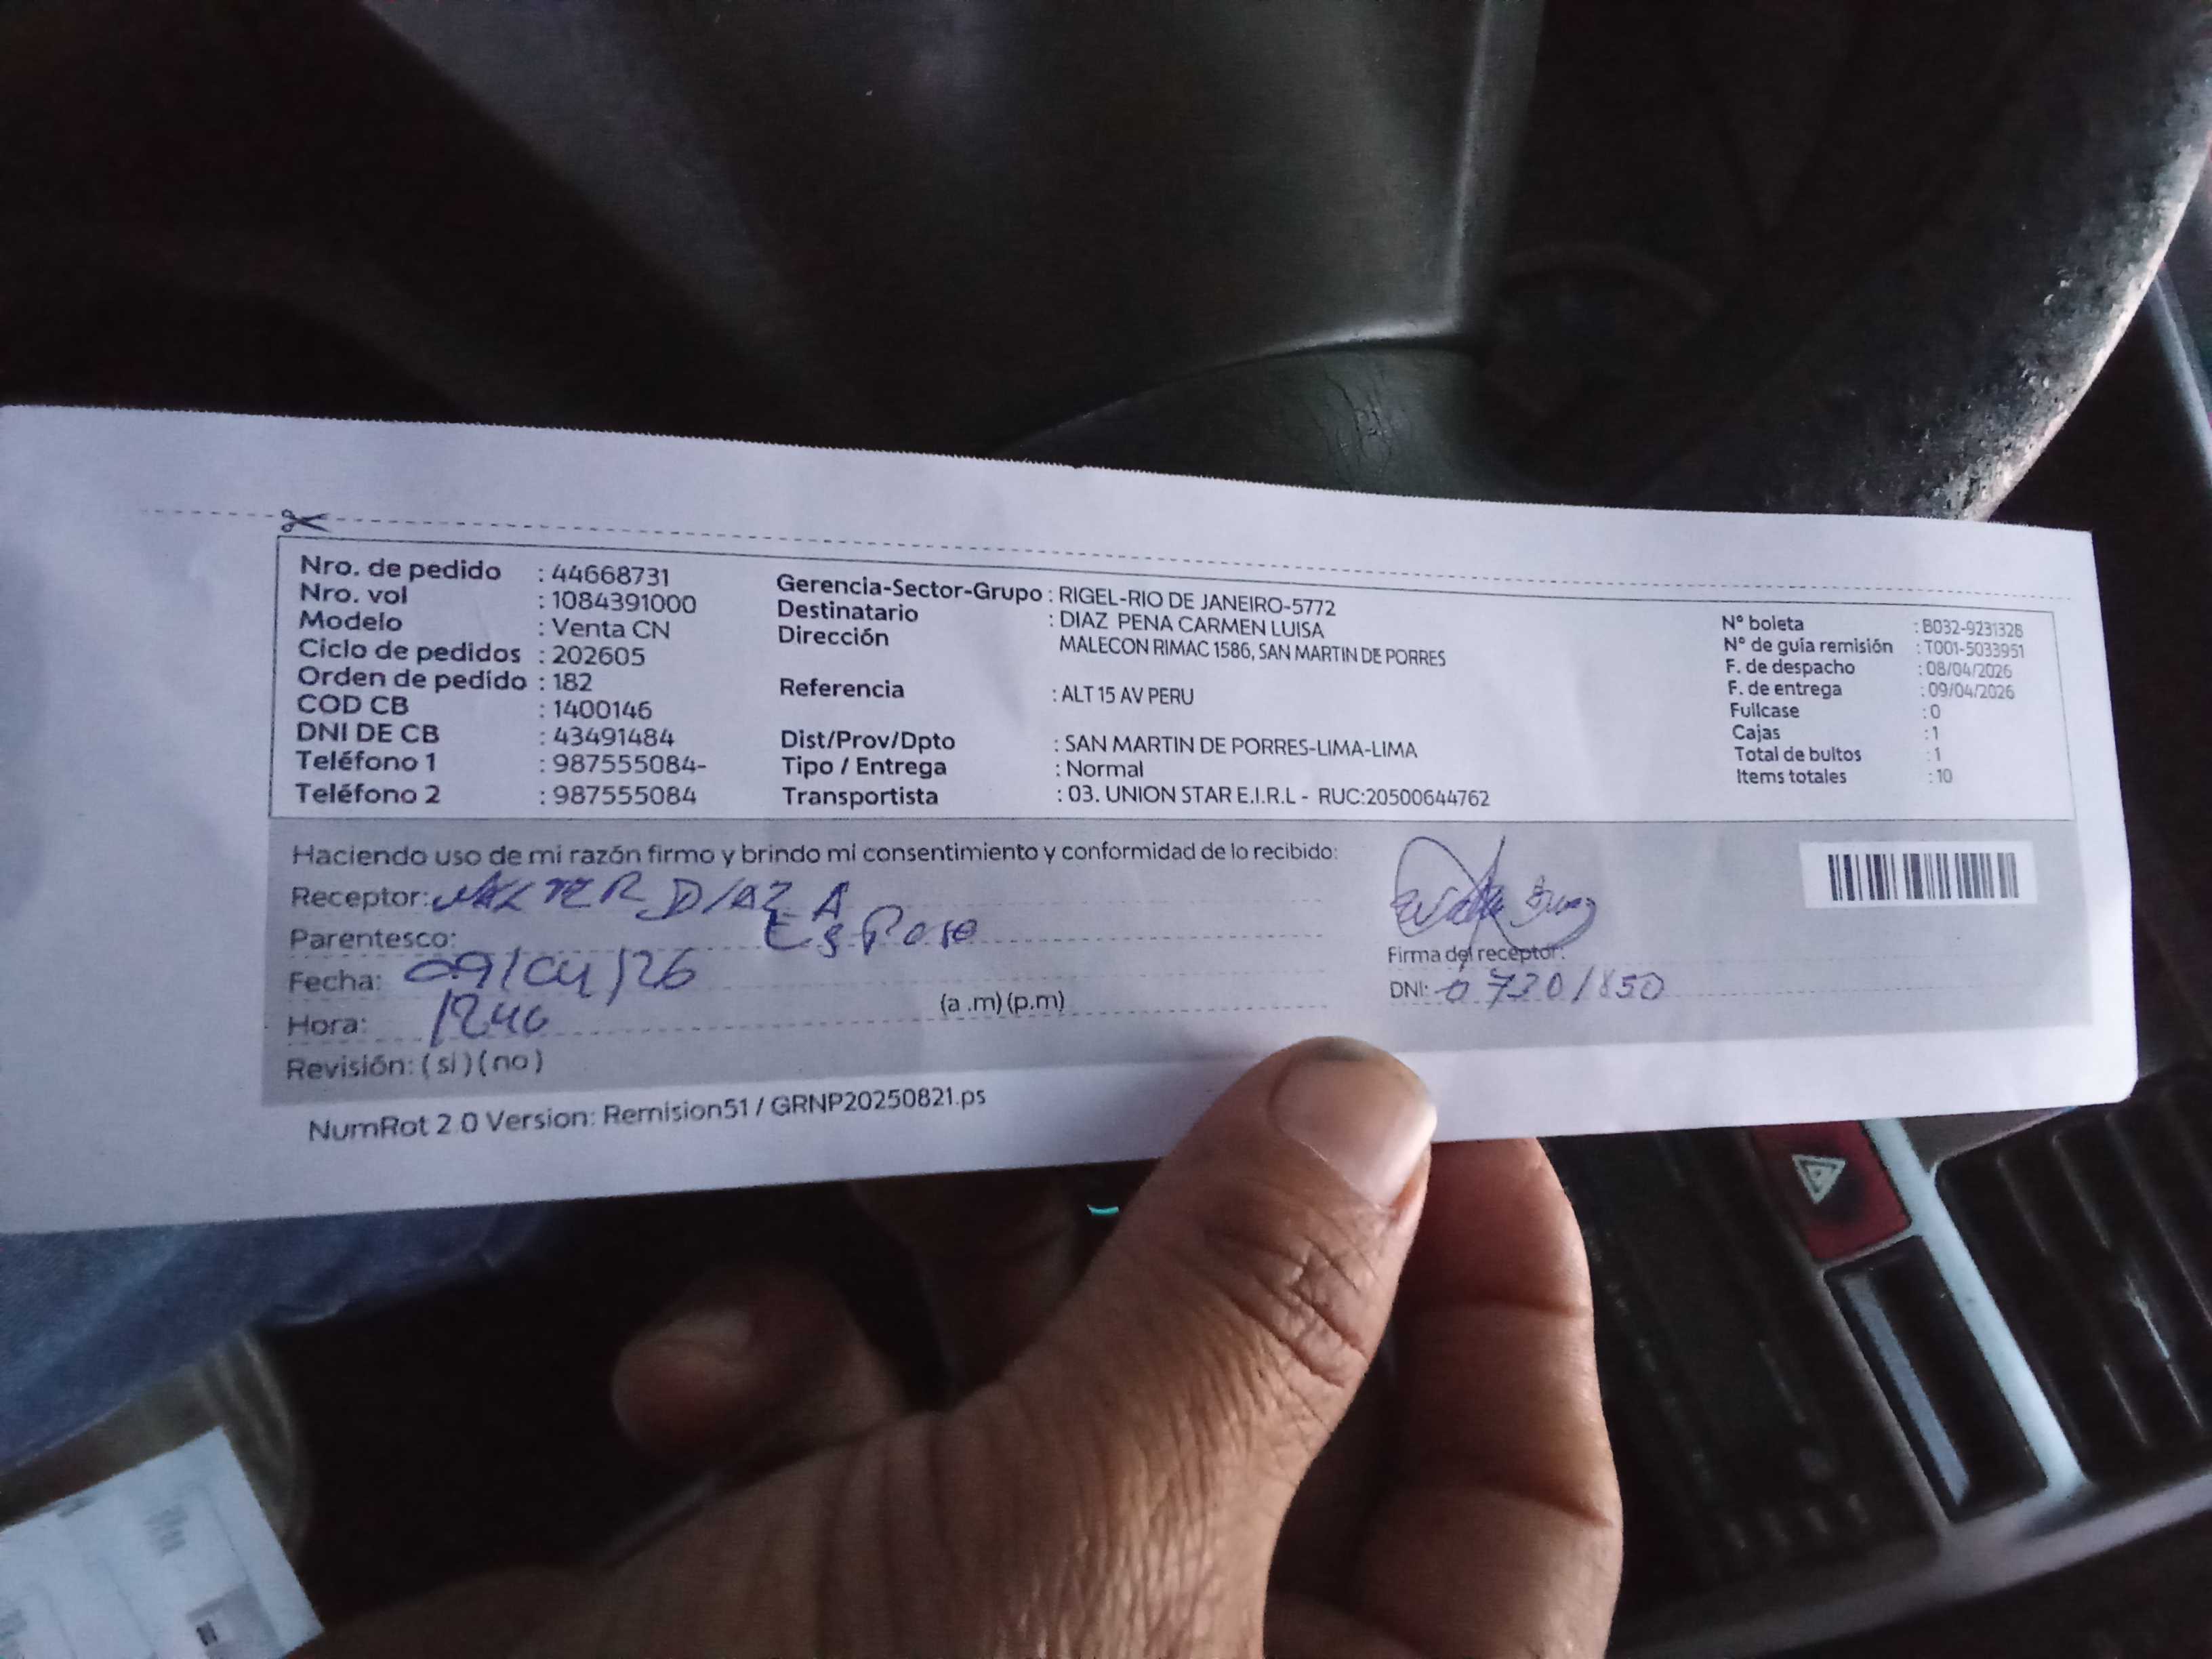 Nro. de pedido : 44668731
Nro. vol : 1084391000
Modelo : Venta CN
Ciclo de pedidos : 202605
Orden de pedido : 182
COD CB : 1400146
DNI DE CB : 43491484
Teléfono 1 : 987555084-
Teléfono 2 : 987555084
Gerencia-Sector-Grupo : RIGEL-RIO DE JANEIRO-5772
Destinatario : DIAZ PENA CARMEN LUISA
Dirección MALECON RIMAC 1586, SAN MARTIN DE PORRES
Referencia : ALT 15 AV PERU
Dist/Prov/Dpto : SAN MARTIN DE PORRES-LIMA-LIMA
Tipo / Entrega : Normal
Transportista : 03. UNION STAR E.I.R.L - RUC:20500644762
N° boleta : B032-9231328
N° de guía remisión : T001-5033951
F. de despacho : 08/04/2026
F. de entrega : 09/04/2026
Fullcase : 0
Cajas : 1
Total de bultos : 1
Items totales : 10
Haciendo uso de mi razón firmo y brindo mi consentimiento y conformidad de lo recibido:
Receptor: WALTER DIAZ A
Parentesco: Esposo
Fecha: 09/04/26
Hora: 1240 (a .m) (p.m)
Revisión: ( si ) ( no )
Firma del receptor:
DNI: 07301850
NumRot 2.0 Version: Remision51 / GRNP20250821.ps